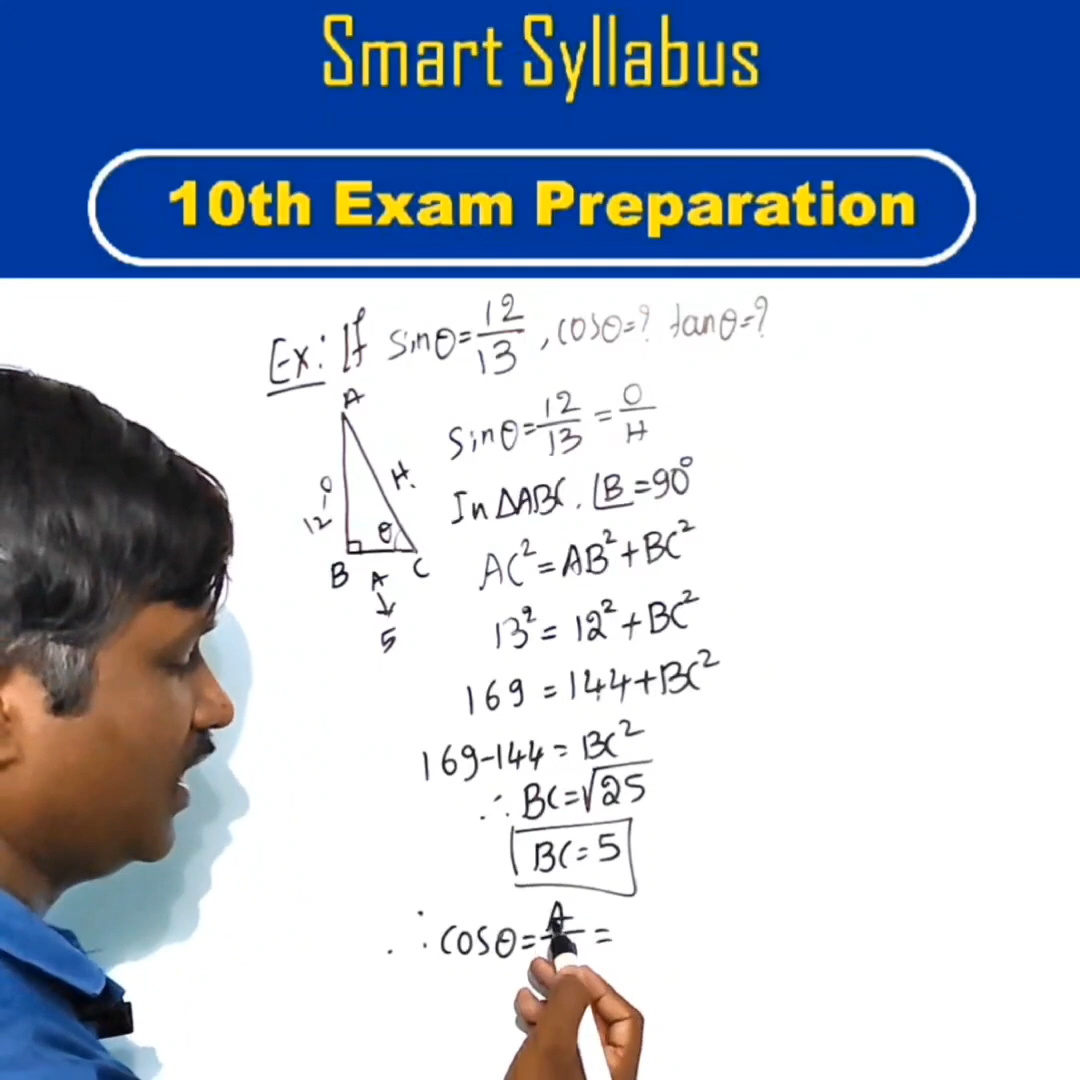 Smart Syllabus
10th Exam Preparation
Ex: If sinθ=12/13, cosθ=? tanθ=?
A
sinθ=12/13=O/H
O
12
H.
θ
B A C
5
In ΔABC. ∠B=90°
AC²=AB²+BC²
13²=12²+BC²
169=144+BC²
169-144=BC²
∴ BC=√25
BC=5
∴ cosθ=A/ =